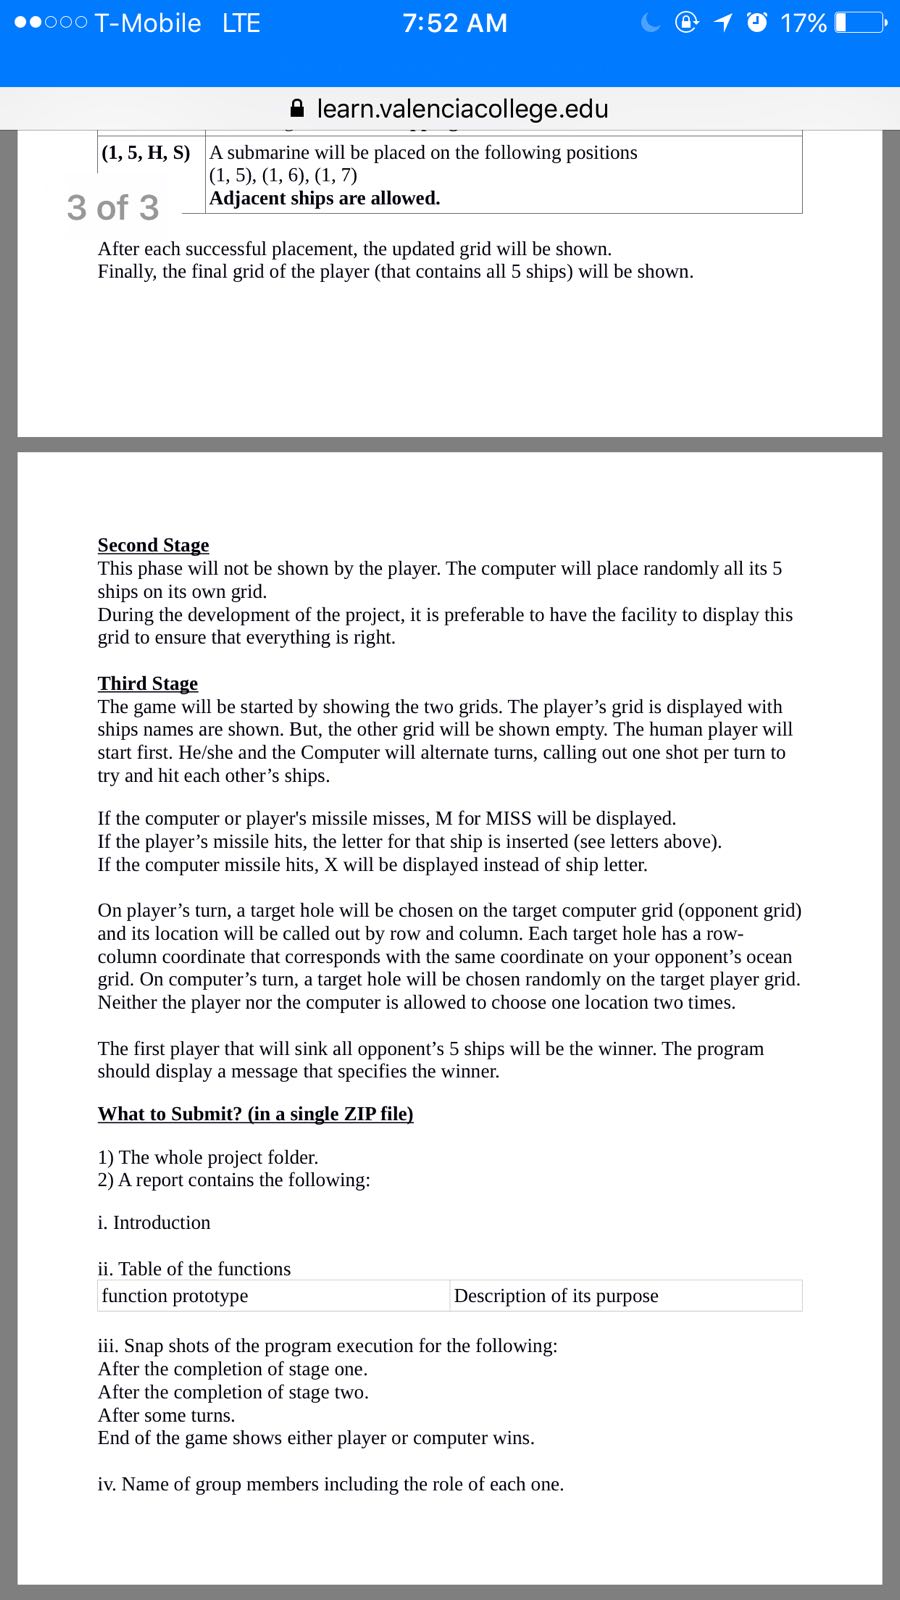 T-Mobile LTE 7:52 AM 17%
learn.valenciacollege.edu
(1, 5, H, S) A submarine will be placed on the following positions
(1, 5), (1, 6), (1, 7)
Adjacent ships are allowed.
3 of 3
After each successful placement, the updated grid will be shown.
Finally, the final grid of the player (that contains all 5 ships) will be shown.
Second Stage
This phase will not be shown by the player. The computer will place randomly all its 5
ships on its own grid.
During the development of the project, it is preferable to have the facility to display this
grid to ensure that everything is right.
Third Stage
The game will be started by showing the two grids. The player’s grid is displayed with
ships names are shown. But, the other grid will be shown empty. The human player will
start first. He/she and the Computer will alternate turns, calling out one shot per turn to
try and hit each other’s ships.
If the computer or player's missile misses, M for MISS will be displayed.
If the player’s missile hits, the letter for that ship is inserted (see letters above).
If the computer missile hits, X will be displayed instead of ship letter.
On player’s turn, a target hole will be chosen on the target computer grid (opponent grid)
and its location will be called out by row and column. Each target hole has a row-
column coordinate that corresponds with the same coordinate on your opponent’s ocean
grid. On computer’s turn, a target hole will be chosen randomly on the target player grid.
Neither the player nor the computer is allowed to choose one location two times.
The first player that will sink all opponent’s 5 ships will be the winner. The program
should display a message that specifies the winner.
What to Submit? (in a single ZIP file)
1) The whole project folder.
2) A report contains the following:
i. Introduction
ii. Table of the functions
function prototype Description of its purpose
iii. Snap shots of the program execution for the following:
After the completion of stage one.
After the completion of stage two.
After some turns.
End of the game shows either player or computer wins.
iv. Name of group members including the role of each one.